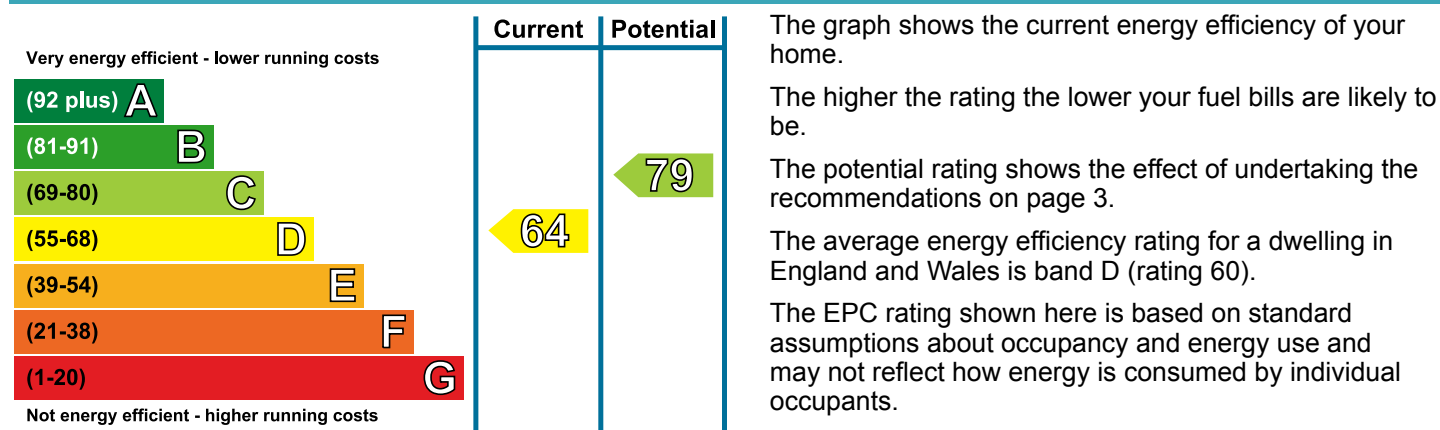 Current Potential
Very energy efficient - lower running costs
(92 plus) A
(81-91) B
(69-80) C
(55-68) D
(39-54) E
(21-38) F
(1-20) G
Not energy efficient - higher running costs
64
79
The graph shows the current energy efficiency of your
home.
The higher the rating the lower your fuel bills are likely to
be.
The potential rating shows the effect of undertaking the
recommendations on page 3.
The average energy efficiency rating for a dwelling in
England and Wales is band D (rating 60).
The EPC rating shown here is based on standard
assumptions about occupancy and energy use and
may not reflect how energy is consumed by individual
occupants.